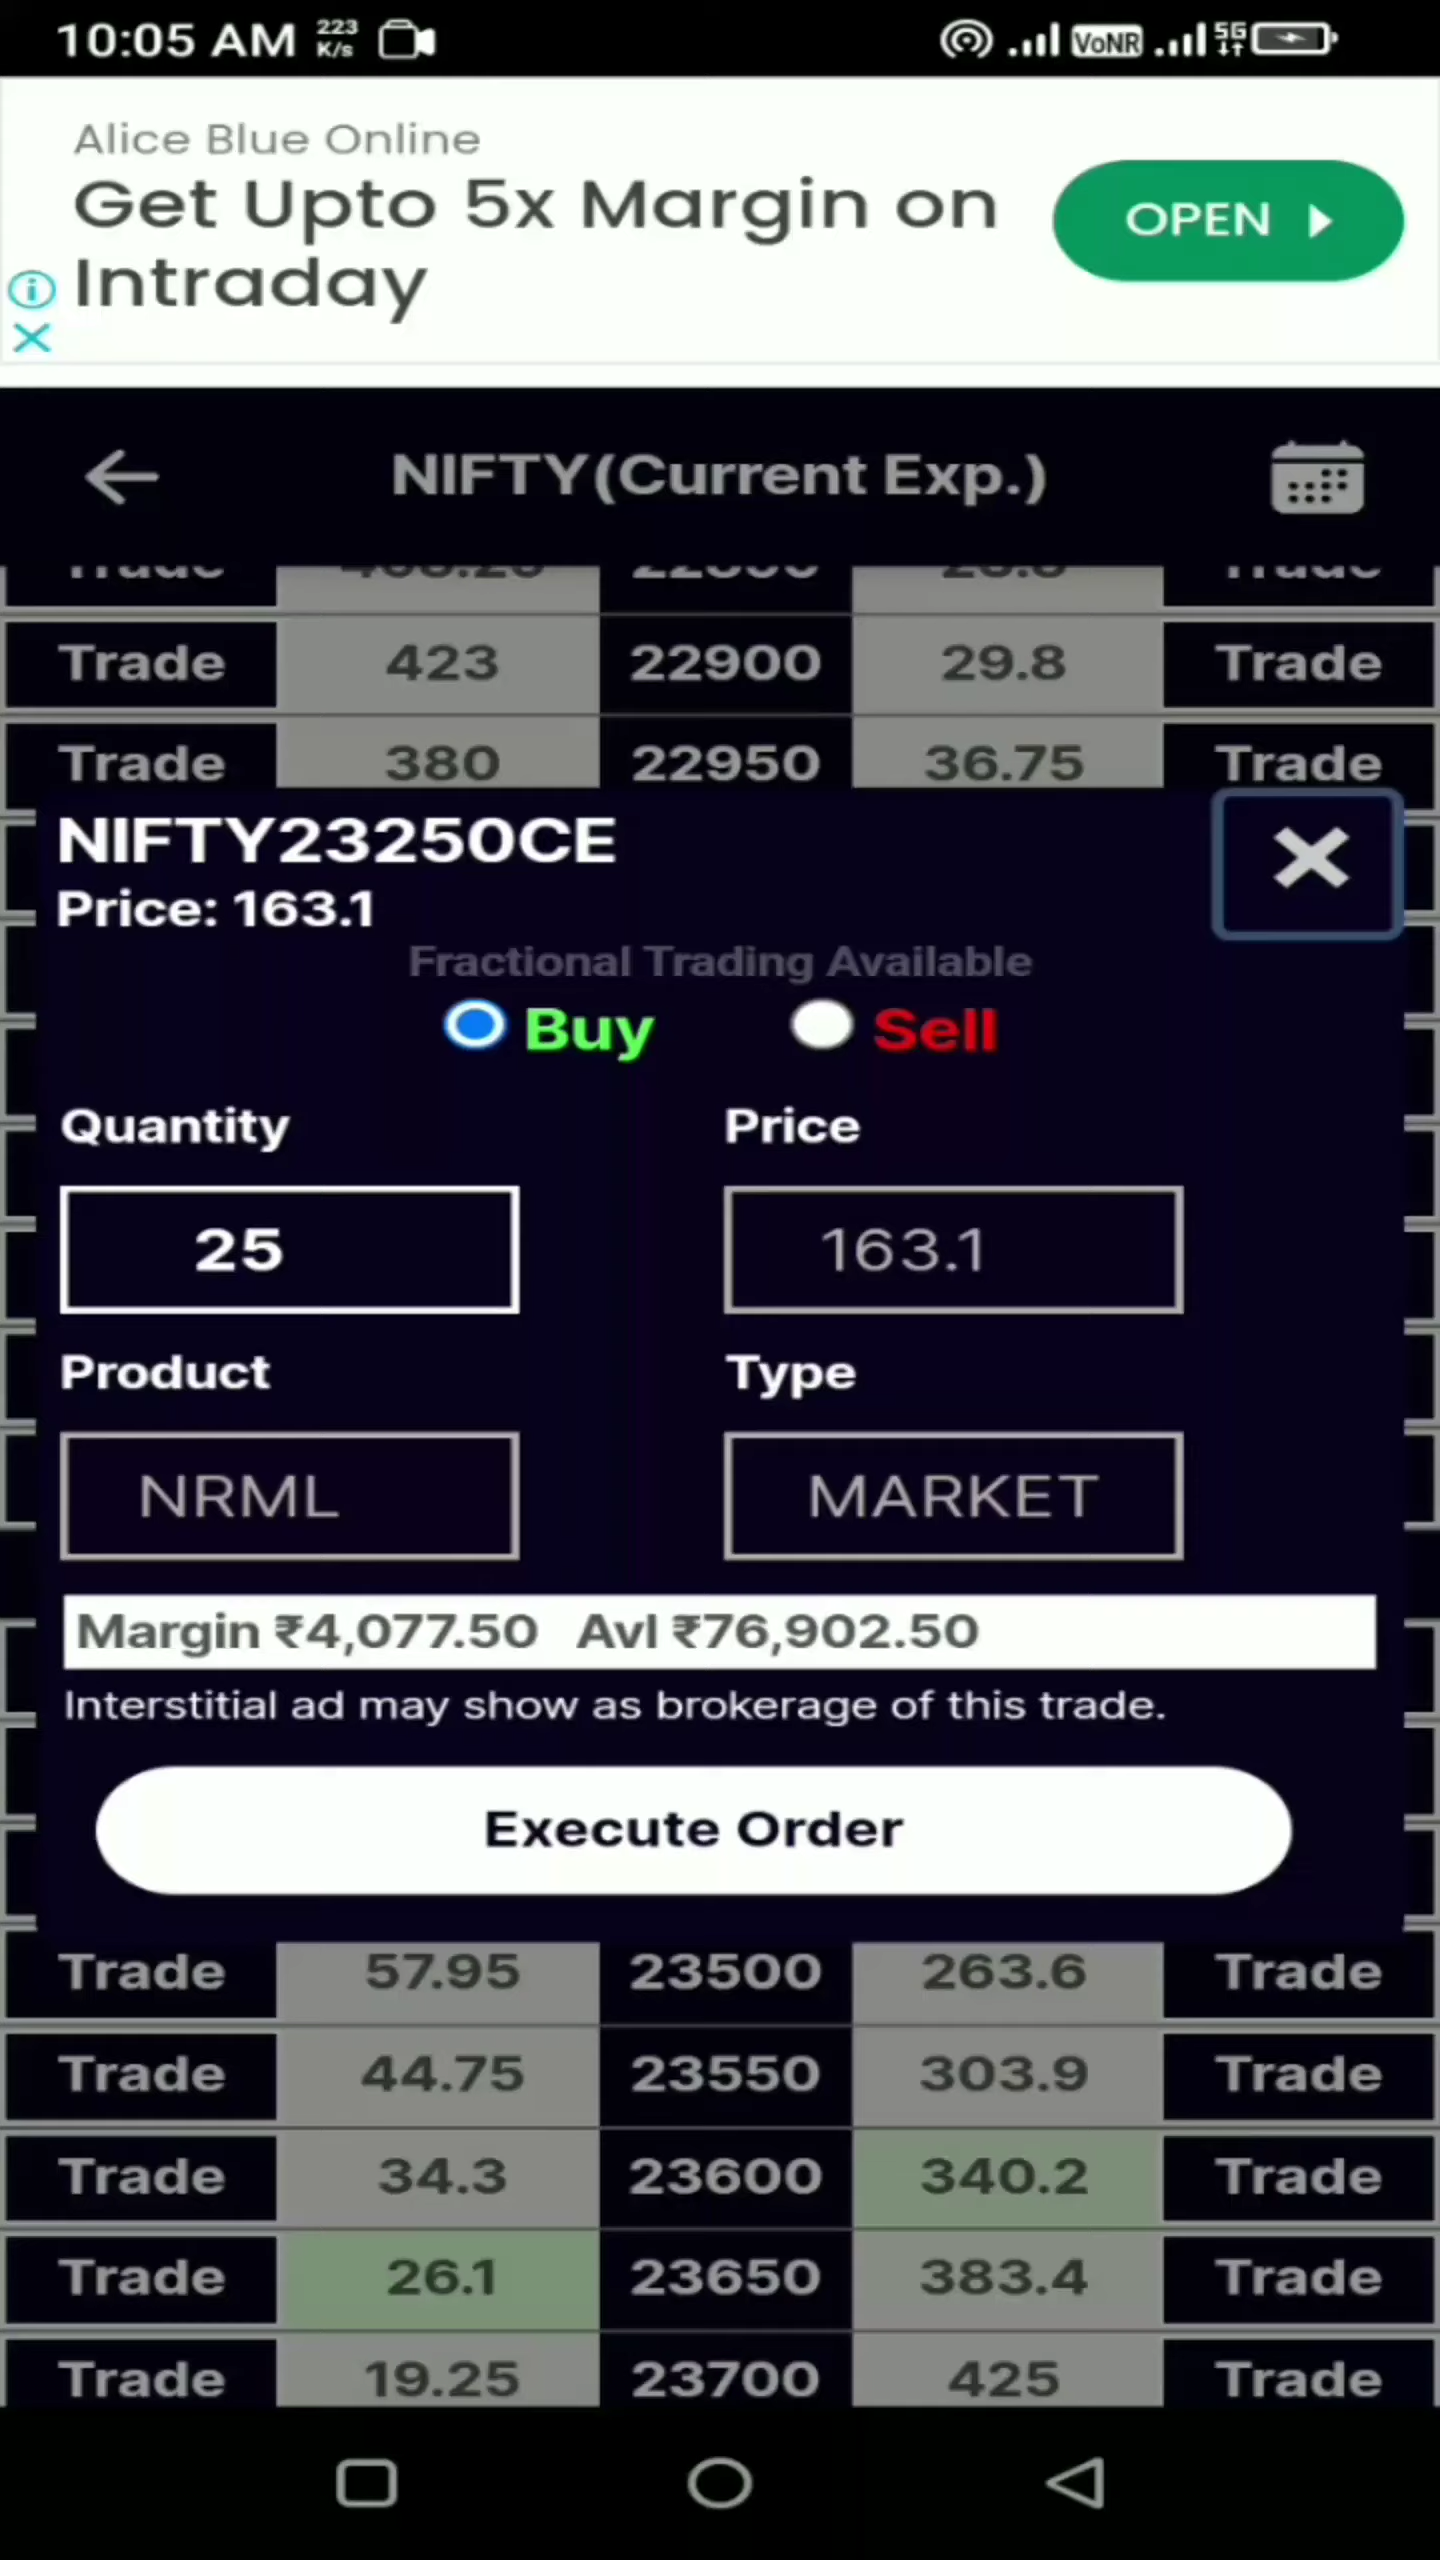 10:05 AM 223 K/s VoNR 5G
Alice Blue Online
Get Upto 5x Margin on
Intraday
OPEN
NIFTY(Current Exp.)
Trade 423 22900 29.8 Trade
Trade 380 22950 36.75 Trade
NIFTY23250CE
Price: 163.1
Fractional Trading Available
Buy Sell
Quantity Price
25 163.1
Product Type
NRML MARKET
Margin ₹4,077.50 Avl ₹76,902.50
Interstitial ad may show as brokerage of this trade.
Execute Order
Trade 57.95 23500 263.6 Trade
Trade 44.75 23550 303.9 Trade
Trade 34.3 23600 340.2 Trade
Trade 26.1 23650 383.4 Trade
Trade 19.25 23700 425 Trade